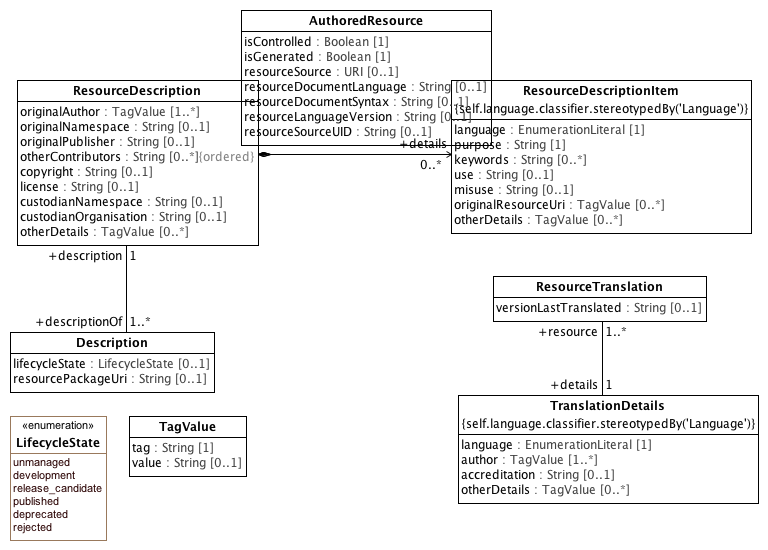 AuthoredResource
isControlled : Boolean [1]
isGenerated : Boolean [1]
resourceSource : URI [0..1]
resourceDocumentLanguage : String [0..1]
resourceDocumentSyntax : String [0..1]
resourceLanguageVersion : String [0..1]
resourceSourceUID : String [0..1]
ResourceDescription
originalAuthor : TagValue [1..*]
originalNamespace : String [0..1]
originalPublisher : String [0..1]
otherContributors : String [0..*]{ordered}
copyright : String [0..1]
license : String [0..1]
custodianNamespace : String [0..1]
custodianOrganisation : String [0..1]
otherDetails : TagValue [0..*]
+details
0..*
ResourceDescriptionItem
{self.language.classifier.stereotypedBy('Language')}
language : EnumerationLiteral [1]
purpose : String [1]
keywords : String [0..*]
use : String [0..1]
misuse : String [0..1]
originalResourceUri : TagValue [0..*]
otherDetails : TagValue [0..*]
+description 1
+descriptionOf 1..*
Description
lifecycleState : LifecycleState [0..1]
resourcePackageUri : String [0..1]
ResourceTranslation
versionLastTranslated : String [0..1]
+resource 1..*
+details 1
TranslationDetails
{self.language.classifier.stereotypedBy('Language')}
language : EnumerationLiteral [1]
author : TagValue [1..*]
accreditation : String [0..1]
otherDetails : TagValue [0..*]
«enumeration»
LifecycleState
unmanaged
development
release_candidate
published
deprecated
rejected
TagValue
tag : String [1]
value : String [0..1]